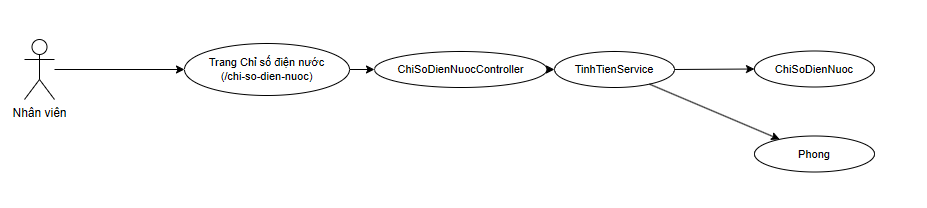 Nhân viên
Trang Chỉ số điện nước
(/chi-so-dien-nuoc)
ChiSoDienNuocController
TinhTienService
ChiSoDienNuoc
Phong